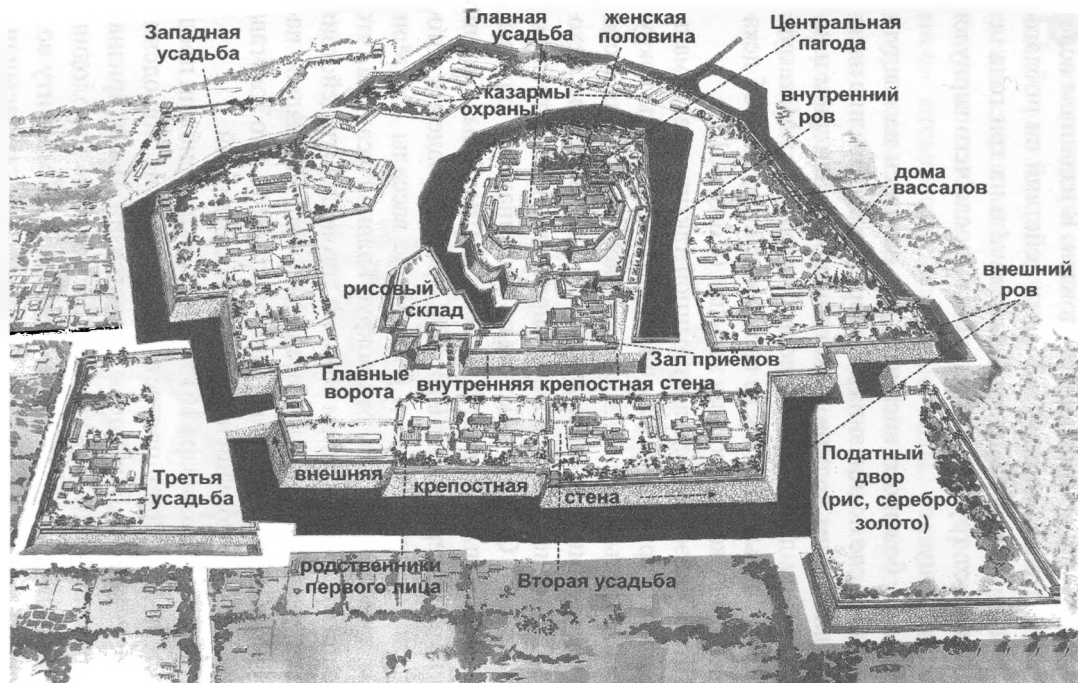 Западная
усадьба
Главная
усадьба
женская
половина
Центральная
пагода
казармы
охраны
внутренний
ров
дома
вассалов
внешний
ров
рисовый
склад
Главные
ворота
внутренняя крепостная стена
Зал приёмов
Третья
усадьба
внешняя
крепостная
стена
Податный
двор
(рис, серебро,
золото)
родственники
первого лица
Вторая усадьба